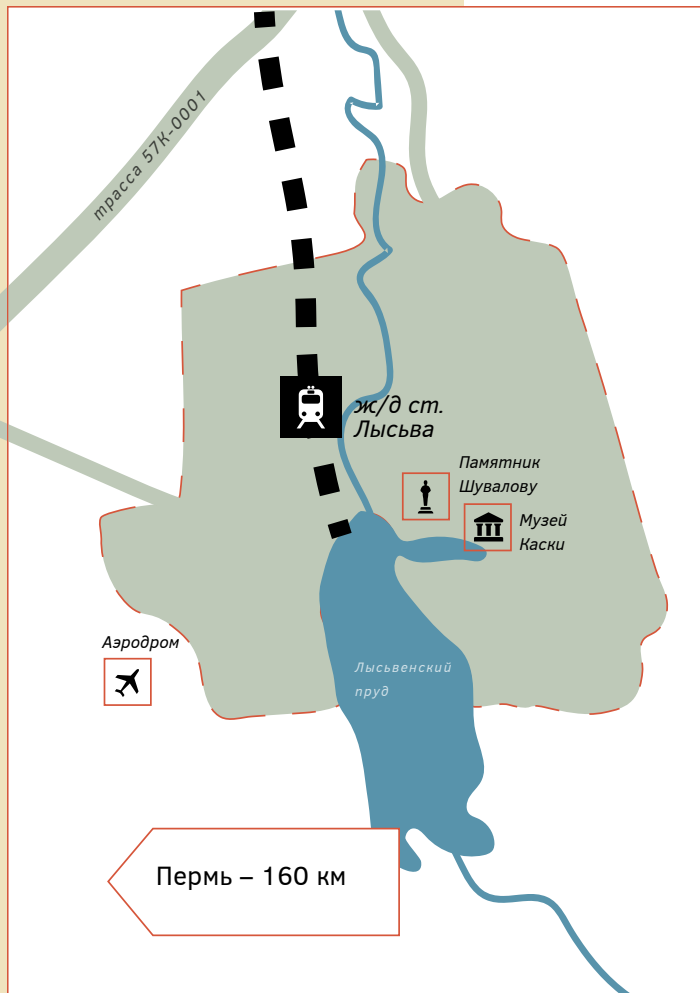 трасса 57К-0001
ж/д ст.
Лысьва
Памятник
Шувалову
Музей
Каски
Аэродром
Лысьвенский
пруд
Пермь – 160 км